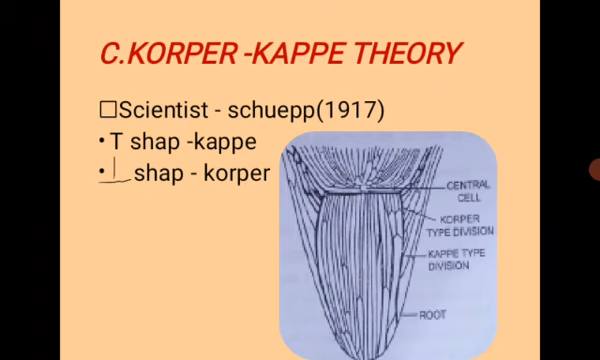 C.KORPER -KAPPE THEORY
□Scientist - schuepp(1917)
• T shap -kappe
• ⊥ shap - korper
CENTRAL
CELL
KORPER
TYPE DIVISION
KAPPE TYPE
DIVISION
ROOT